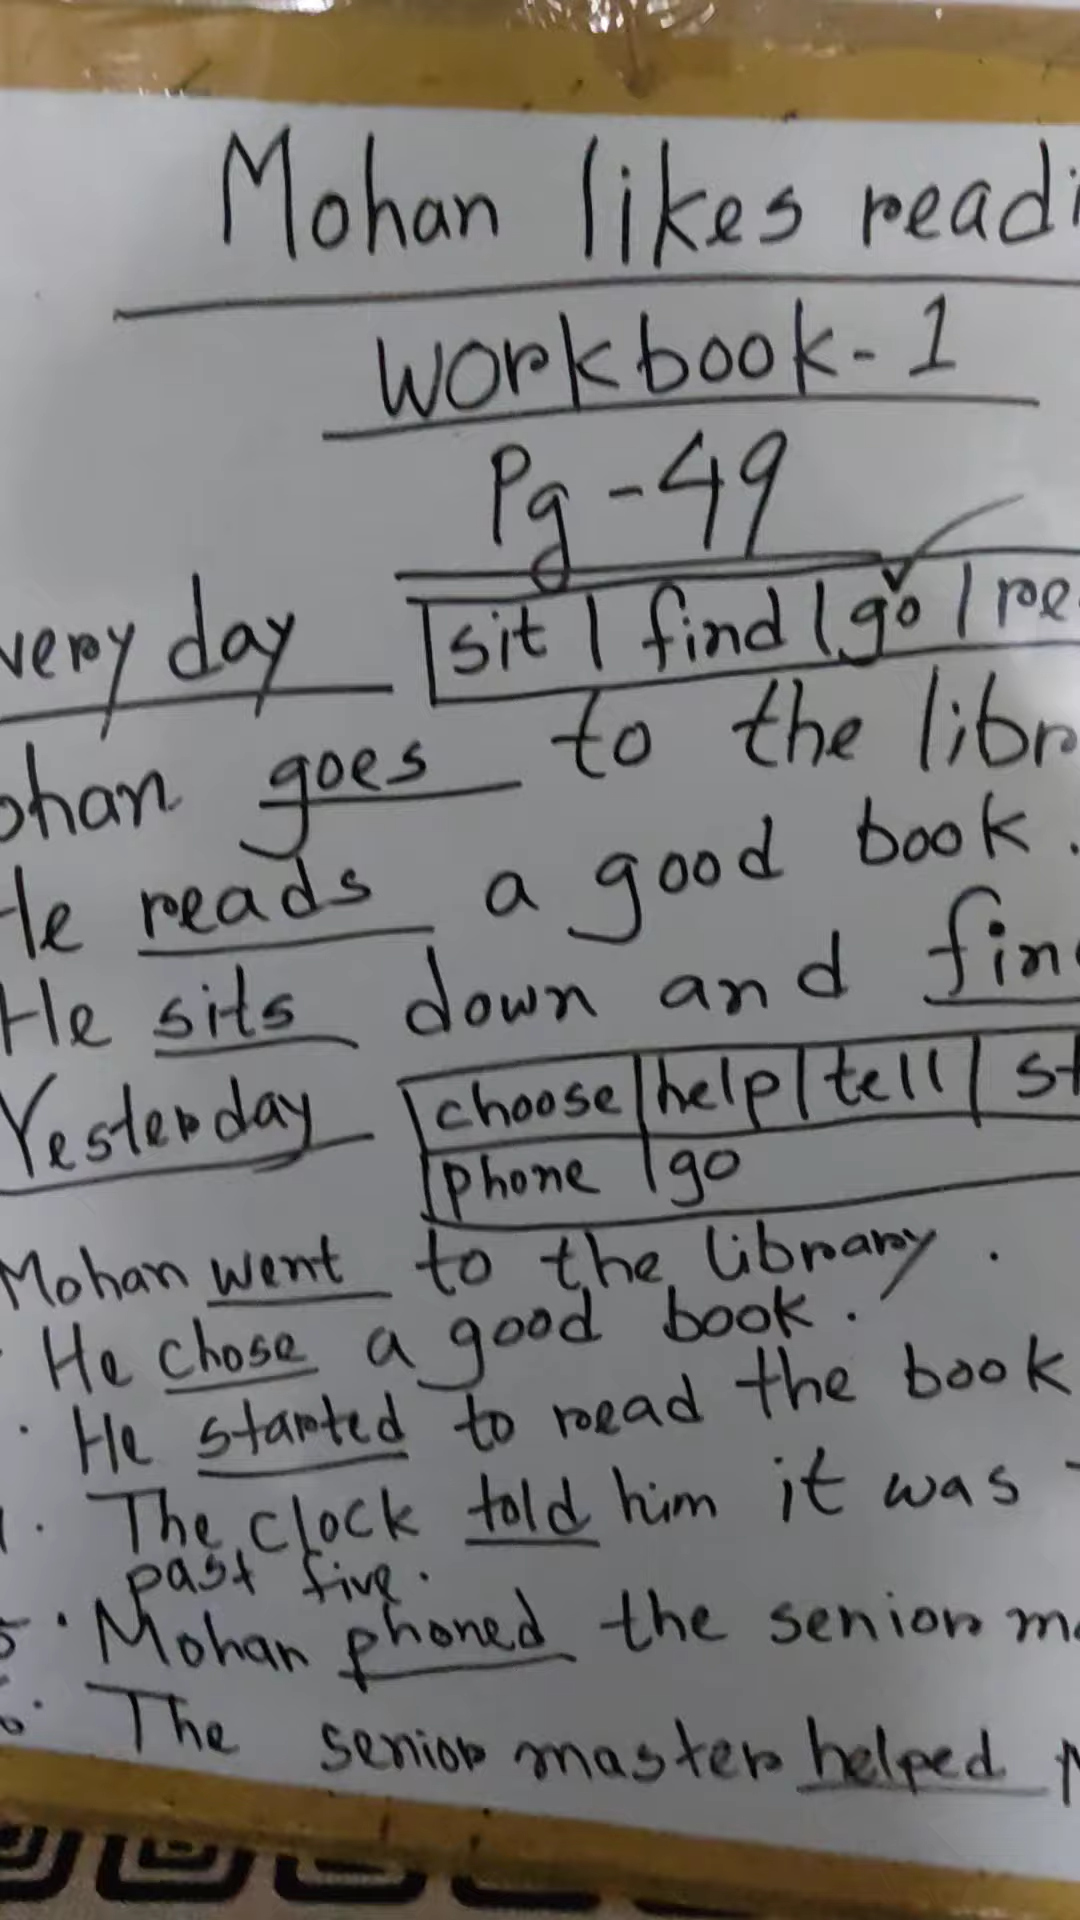 Mohan likes readi
Workbook-1
Pg-49
very day | sit | find | go | re
ohan goes to the libr
He reads a good book.
He sits down and fin
Yesterday | choose | help | tell | st
phone | go
Mohan went to the library.
He chose a good book.
. He started to read the book
. The clock told him it was
past five.
5. Mohan phoned the senior m
6. The senior master helped